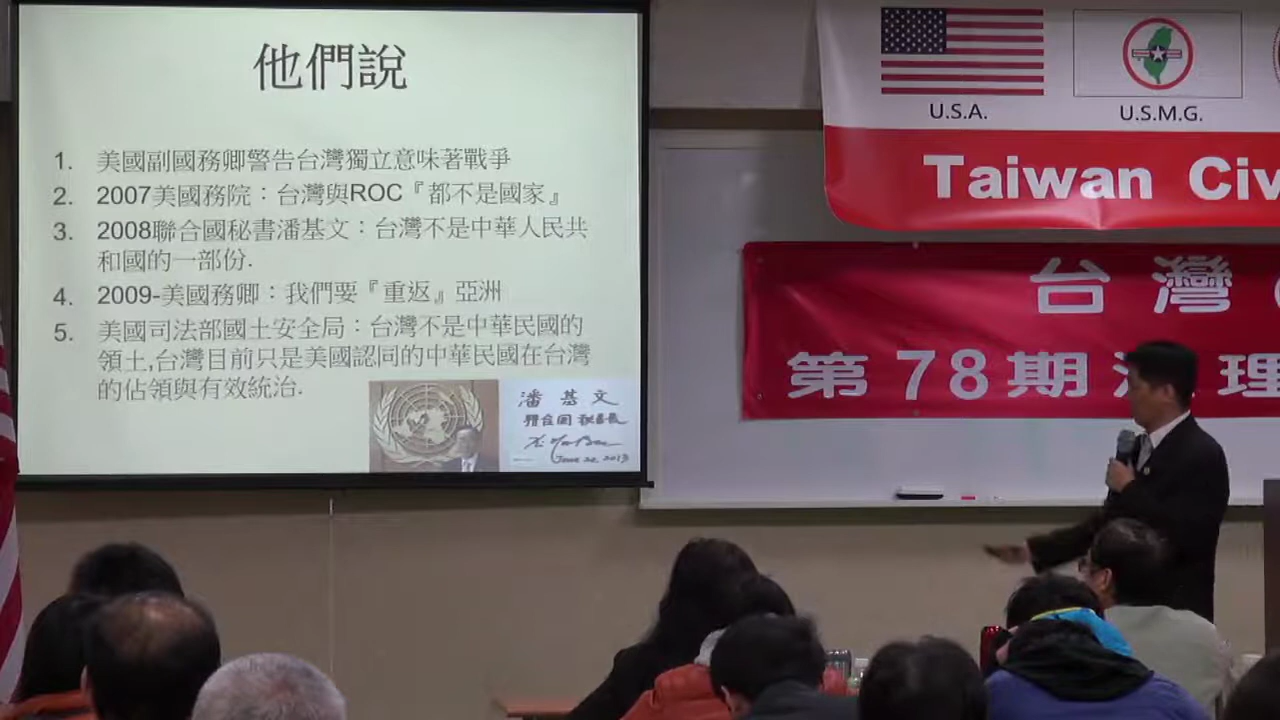 他們說
1. 美國副國務卿警告台灣獨立意味著戰爭
2. 2007美國務院：台灣與ROC『都不是國家』
3. 2008聯合國秘書潘基文：台灣不是中華人民共
和國的一部份.
4. 2009-美國務卿：我們要『重返』亞洲
5. 美國司法部國土安全局：台灣不是中華民國的
領土,台灣目前只是美國認同的中華民國在台灣
的佔領與有效統治.
潘基文
June 22, 2013
U.S.A.
U.S.M.G.
Taiwan Civ
台灣
第78期 理